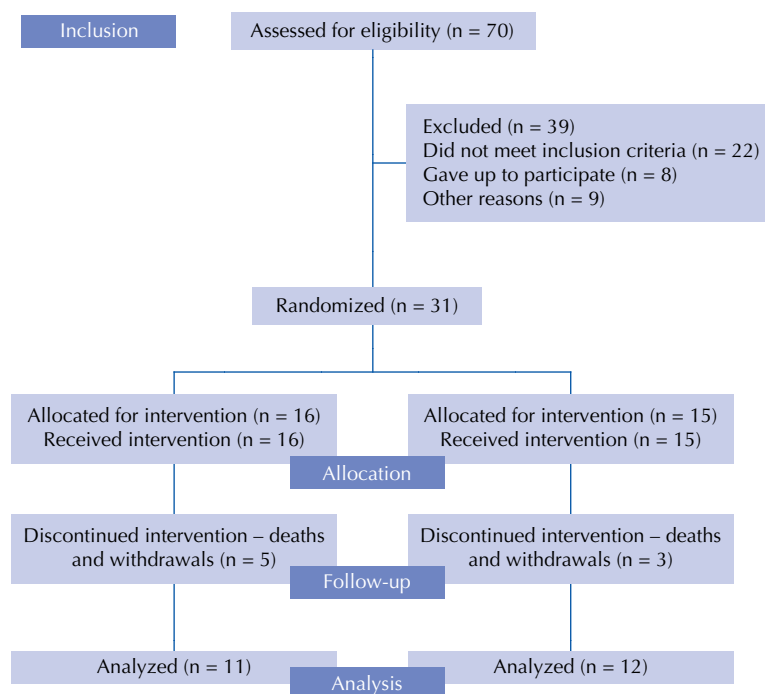 Inclusion
Assessed for eligibility (n = 70)
Excluded (n = 39)
Did not meet inclusion criteria (n = 22)
Gave up to participate (n = 8)
Other reasons (n = 9)
Randomized (n = 31)
Allocated for intervention (n = 16)
Received intervention (n = 16)
Allocated for intervention (n = 15)
Received intervention (n = 15)
Allocation
Discontinued intervention – deaths
and withdrawals (n = 5)
Discontinued intervention – deaths
and withdrawals (n = 3)
Follow-up
Analyzed (n = 11)
Analyzed (n = 12)
Analysis